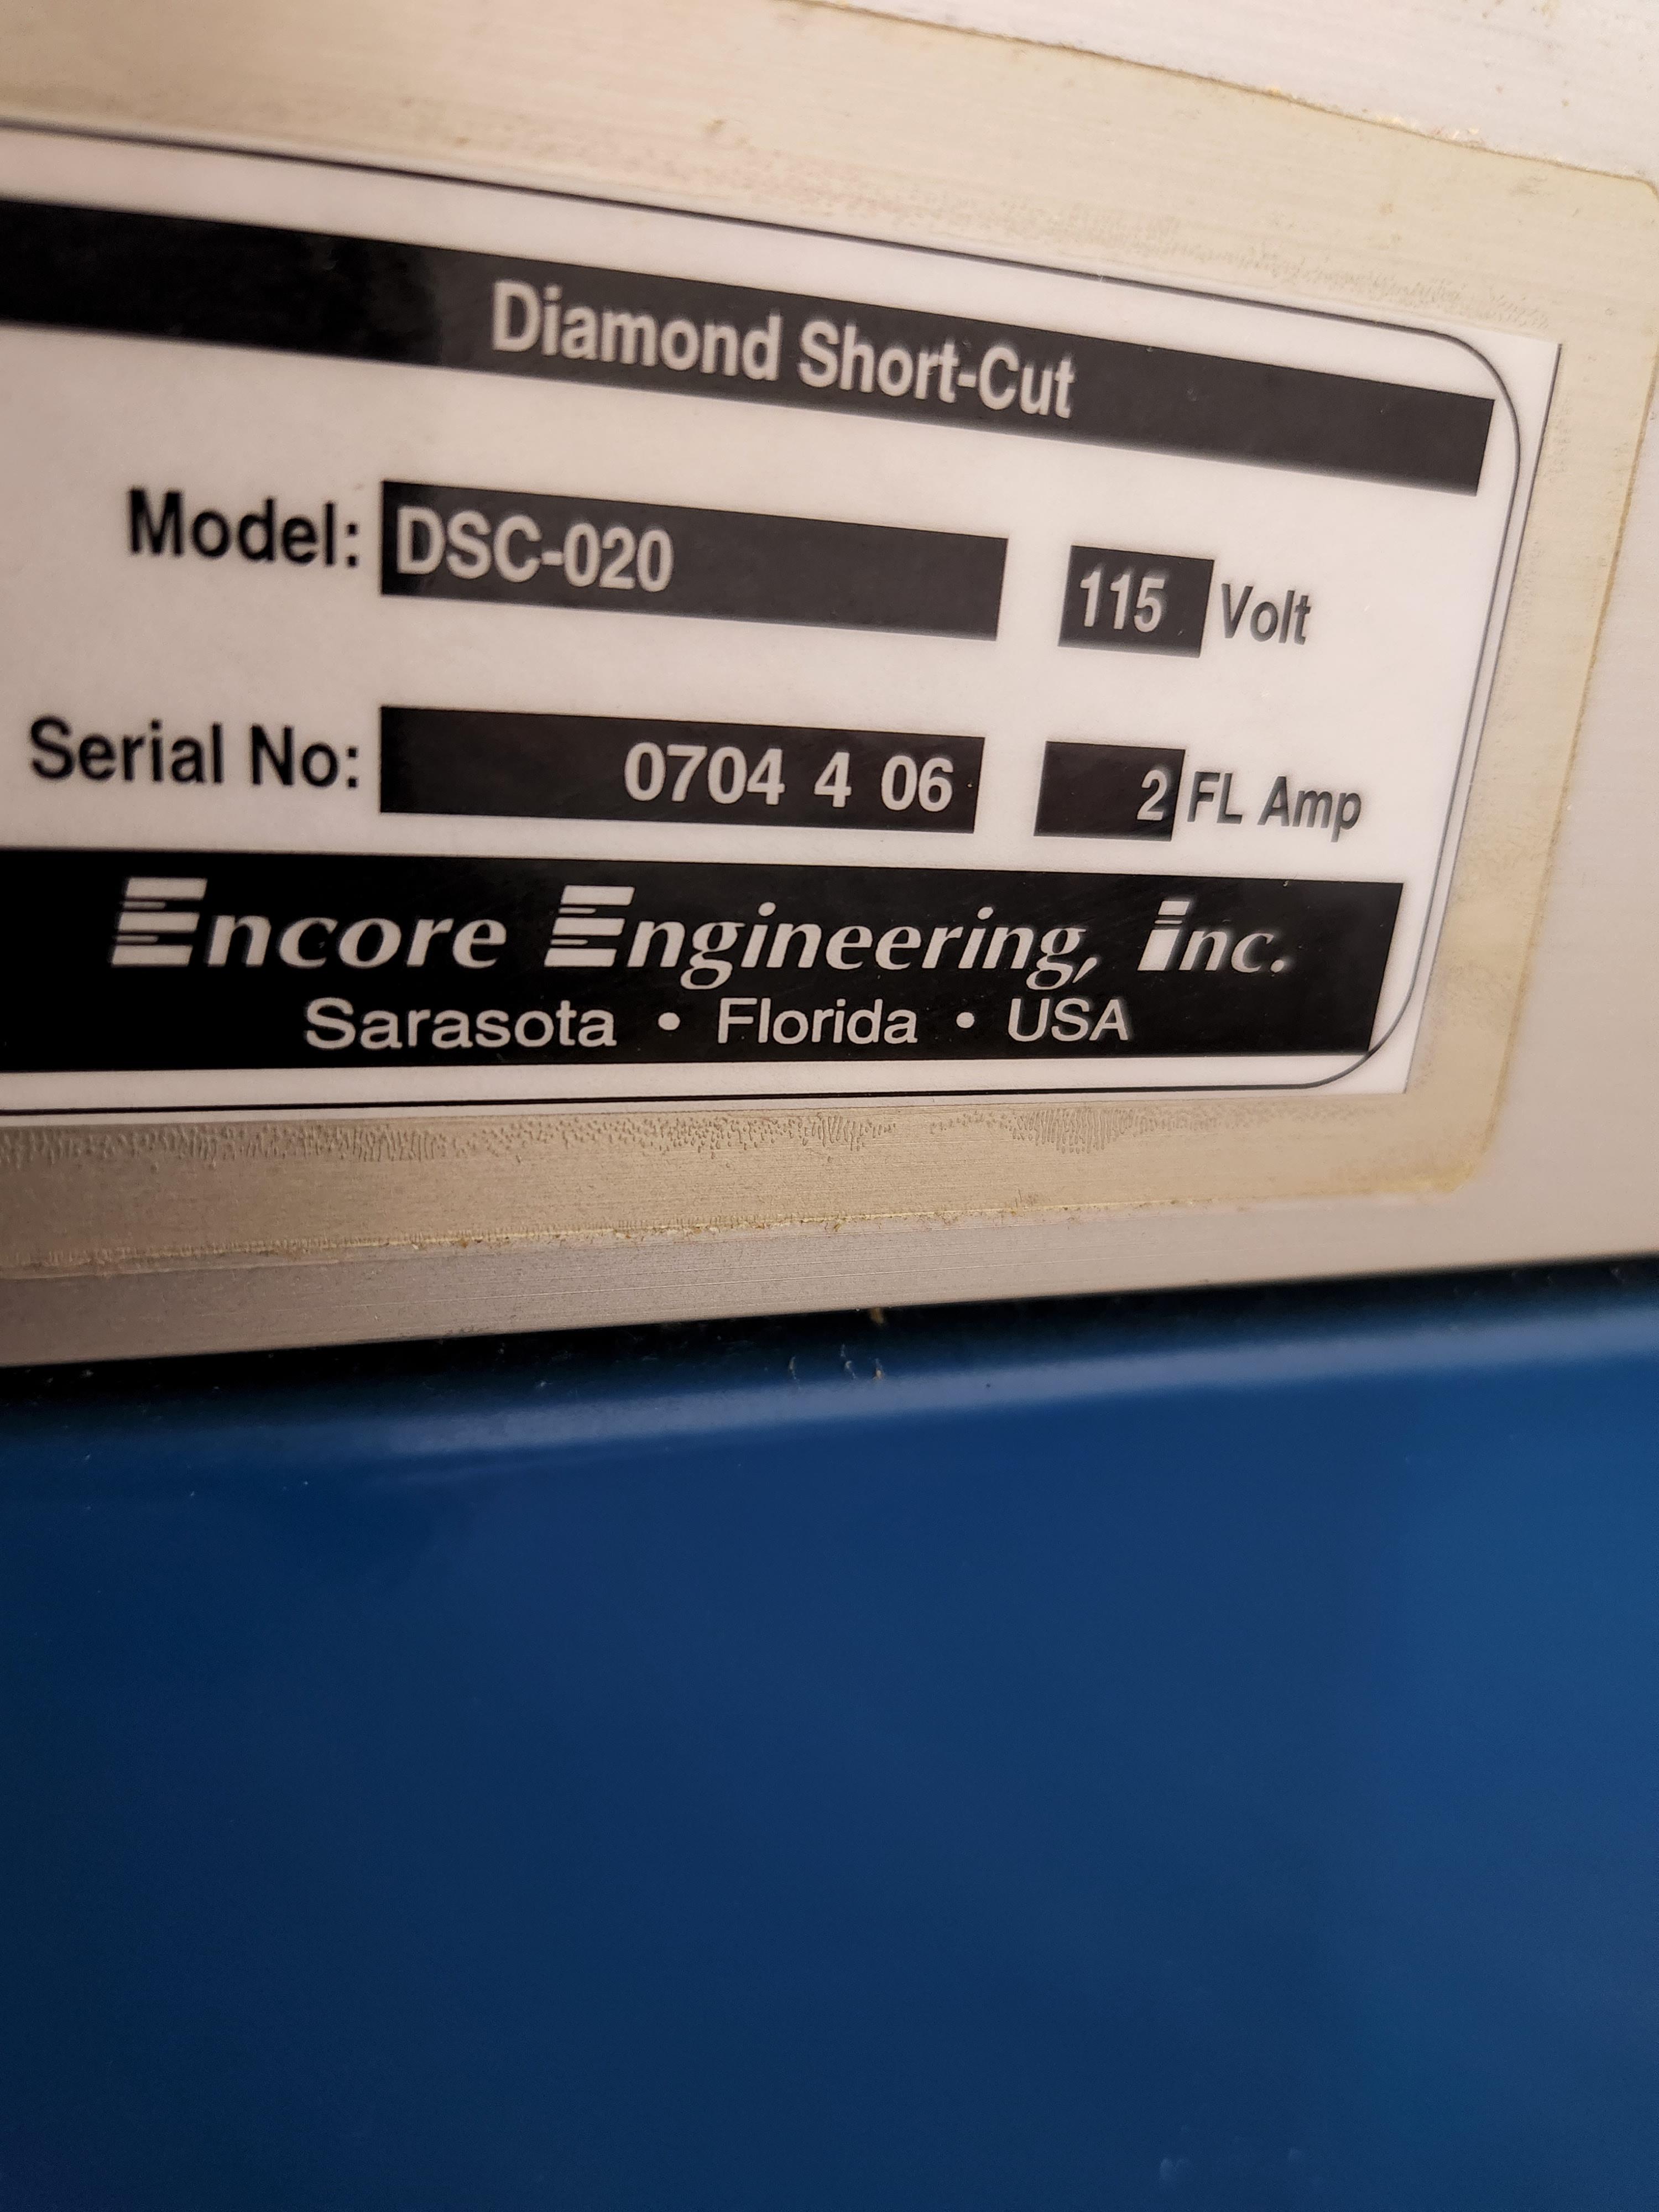 Diamond Short-Cut
Model: DSC-020 115 Volt
Serial No: 0704 4 06 2 FL Amp
Encore Engineering, Inc.
Sarasota • Florida • USA